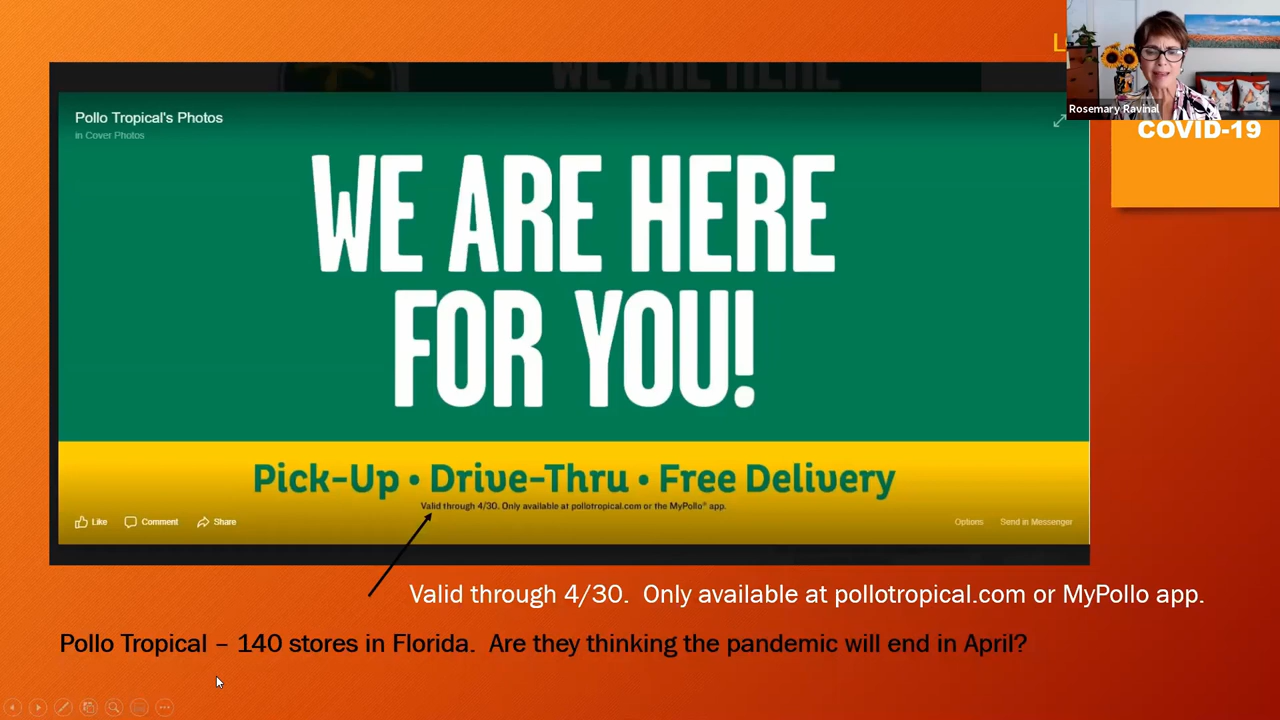 WE ARE HERE
L
Rosemary Ravinal
COVID-19
Pollo Tropical's Photos
in Cover Photos
WE ARE HERE
FOR YOU!
Pick-Up • Drive-Thru • Free Delivery
Valid through 4/30. Only available at pollotropical.com or the MyPollo® app.
Like Comment Share Options Send in Messenger
Valid through 4/30. Only available at pollotropical.com or MyPollo app.
Pollo Tropical – 140 stores in Florida. Are they thinking the pandemic will end in April?